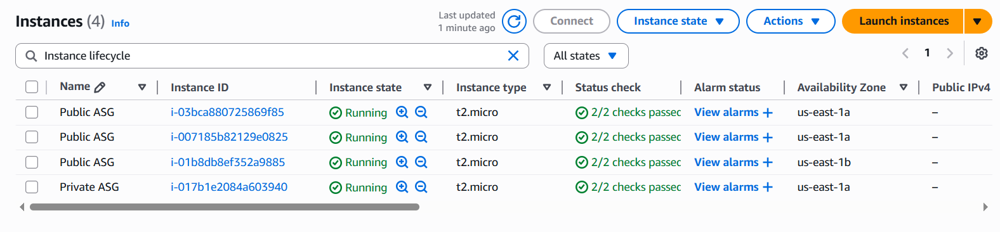 Instances (4) Info
Last updated
1 minute ago
Connect
Instance state
Actions
Launch instances
Instance lifecycle
All states
1
Name Instance ID Instance state Instance type Status check Alarm status Availability Zone Public IPv4
Public ASG i-03bca880725869f85 Running t2.micro 2/2 checks passed View alarms + us-east-1a –
Public ASG i-007185b82129e0825 Running t2.micro 2/2 checks passed View alarms + us-east-1a –
Public ASG i-01b8db8ef352a9885 Running t2.micro 2/2 checks passed View alarms + us-east-1b –
Private ASG i-017b1e2084a603940 Running t2.micro 2/2 checks passed View alarms + us-east-1a –